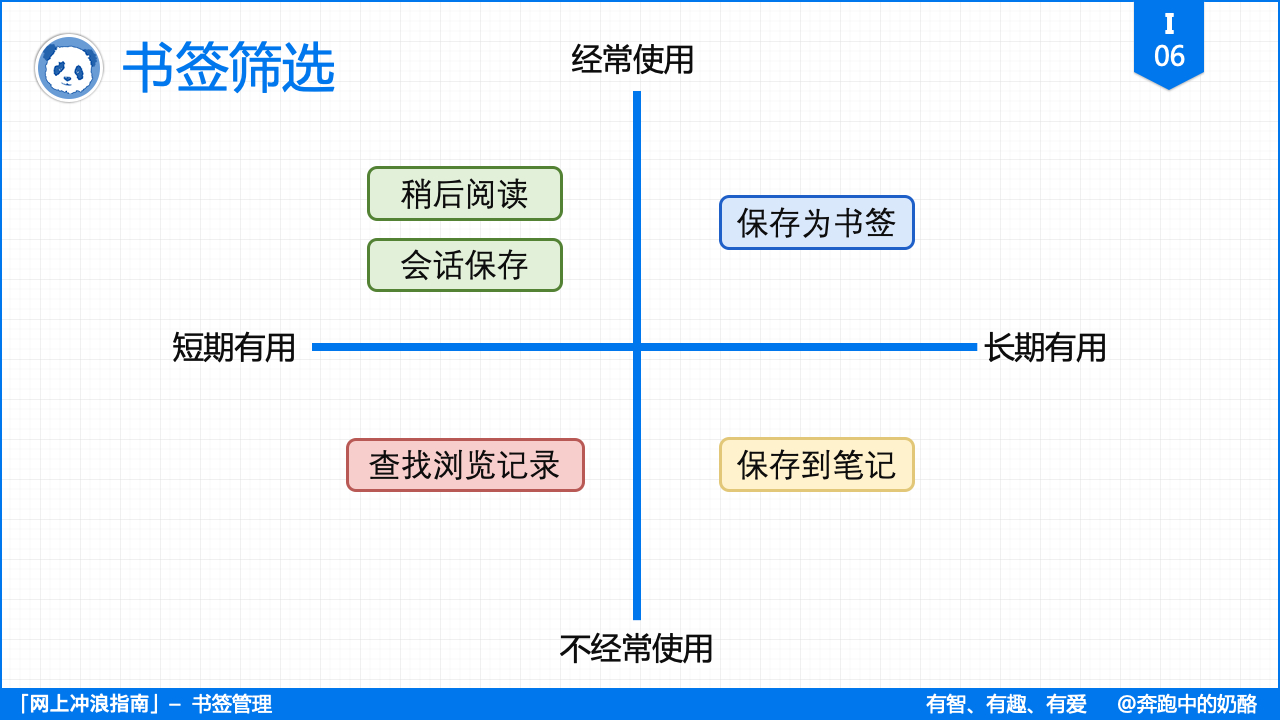 书签筛选
I
06
经常使用
稍后阅读
保存为书签
会话保存
短期有用
长期有用
查找浏览记录
保存到笔记
不经常使用
「网上冲浪指南」– 书签管理
有智、有趣、有爱 @奔跑中的奶酪